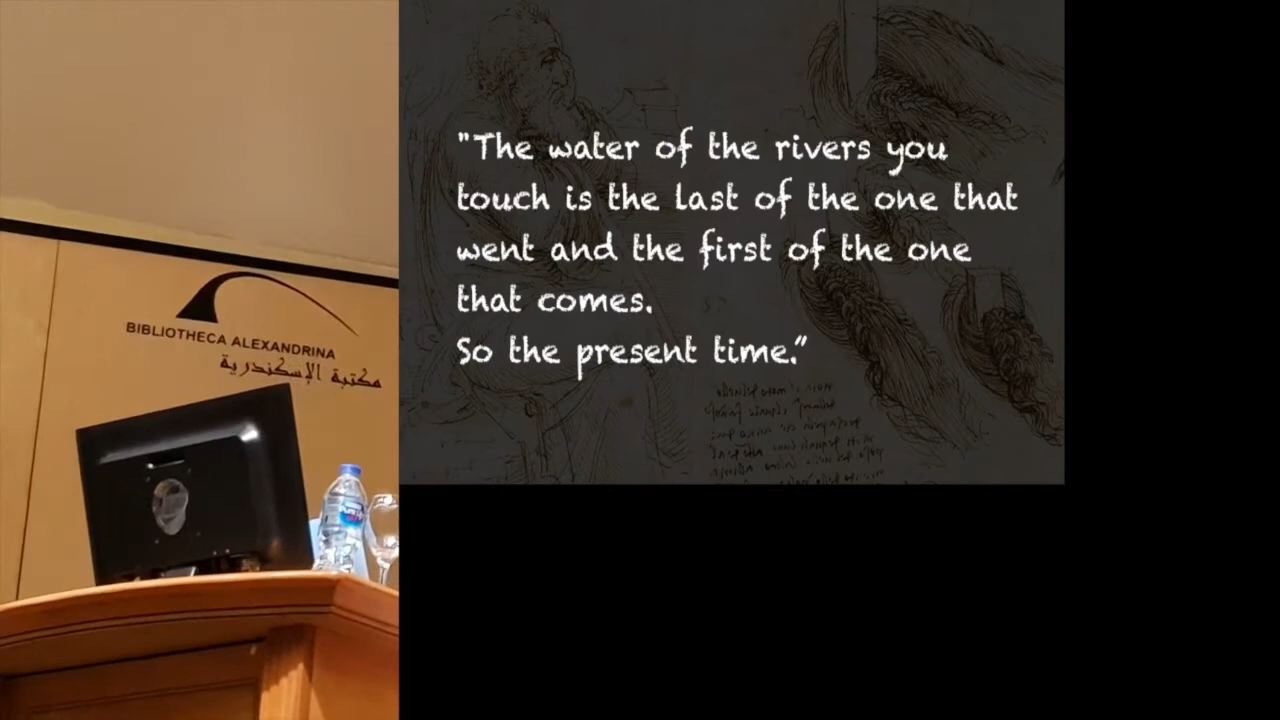 "The water of the rivers you
touch is the last of the one that
went and the first of the one
that comes.
So the present time.”
BIBLIOTHECA ALEXANDRINA
مكتبة الإسكندرية